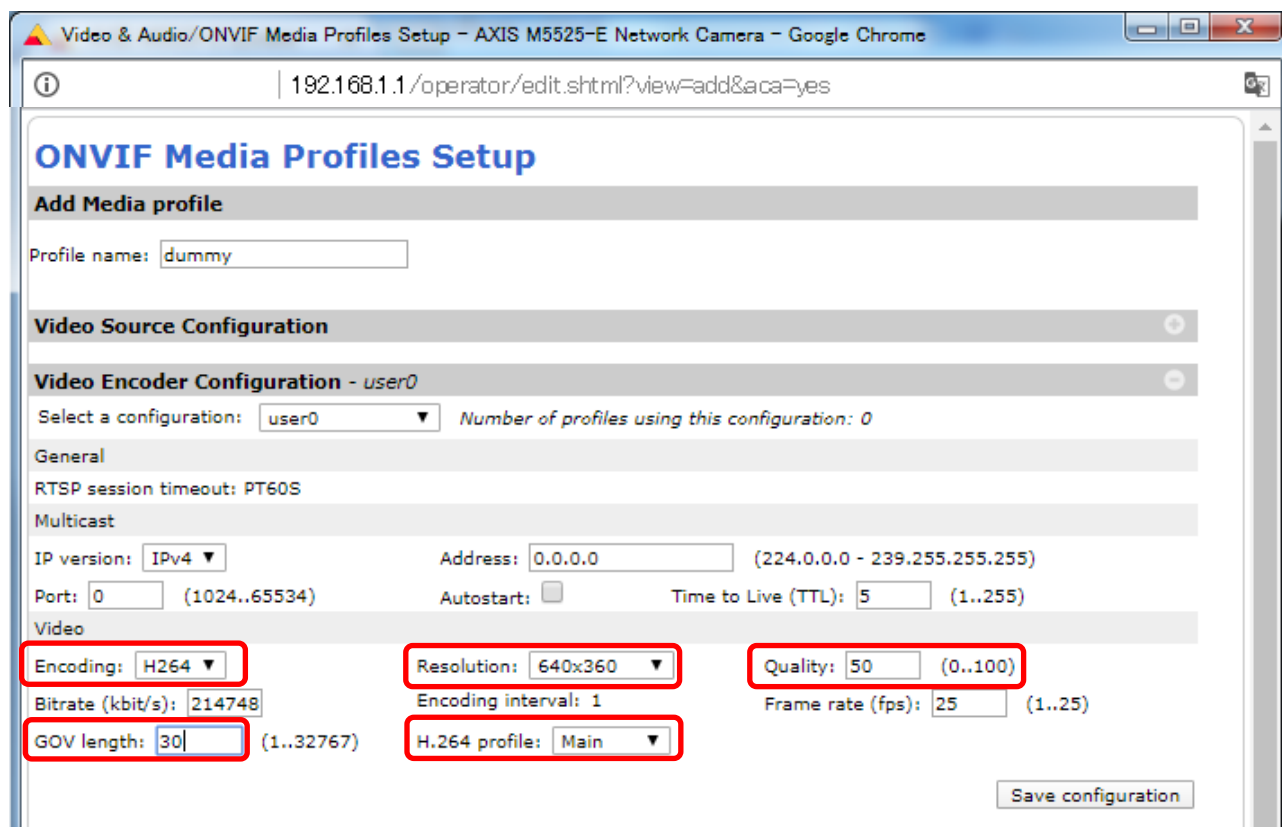 Video & Audio/ONVIF Media Profiles Setup - AXIS M5525-E Network Camera - Google Chrome
192.168.1.1/operator/edit.shtml?view=add&aca=yes
ONVIF Media Profiles Setup
Add Media profile
Profile name: dummy
Video Source Configuration
Video Encoder Configuration - user0
Select a configuration: user0 Number of profiles using this configuration: 0
General
RTSP session timeout: PT60S
Multicast
IP version: IPv4 Address: 0.0.0.0 (224.0.0.0 - 239.255.255.255)
Port: 0 (1024..65534) Autostart: Time to Live (TTL): 5 (1..255)
Video
Encoding: H264 Resolution: 640x360 Quality: 50 (0..100)
Bitrate (kbit/s): 214748 Encoding interval: 1 Frame rate (fps): 25 (1..25)
GOV length: 30 (1..32767) H.264 profile: Main
Save configuration